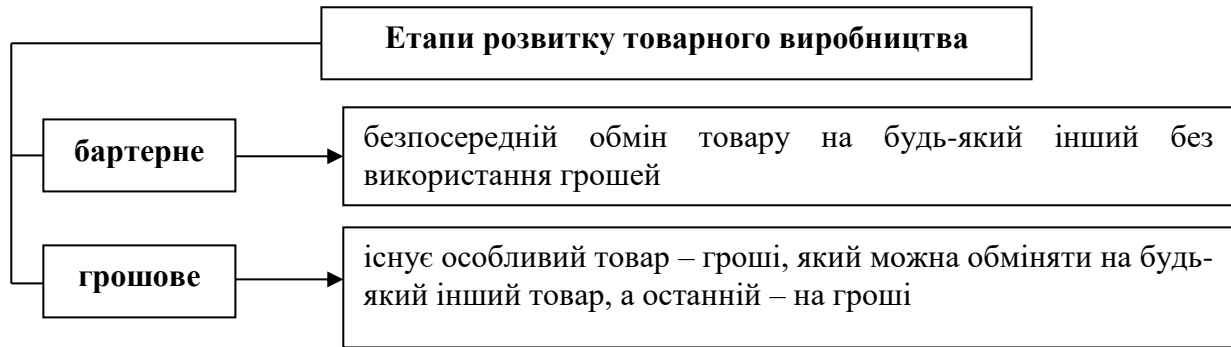 Етапи розвитку товарного виробництва
бартерне
безпосередній обмін товару на будь-який інший без
використання грошей
грошове
існує особливий товар – гроші, який можна обміняти на будь-
який інший товар, а останній – на гроші